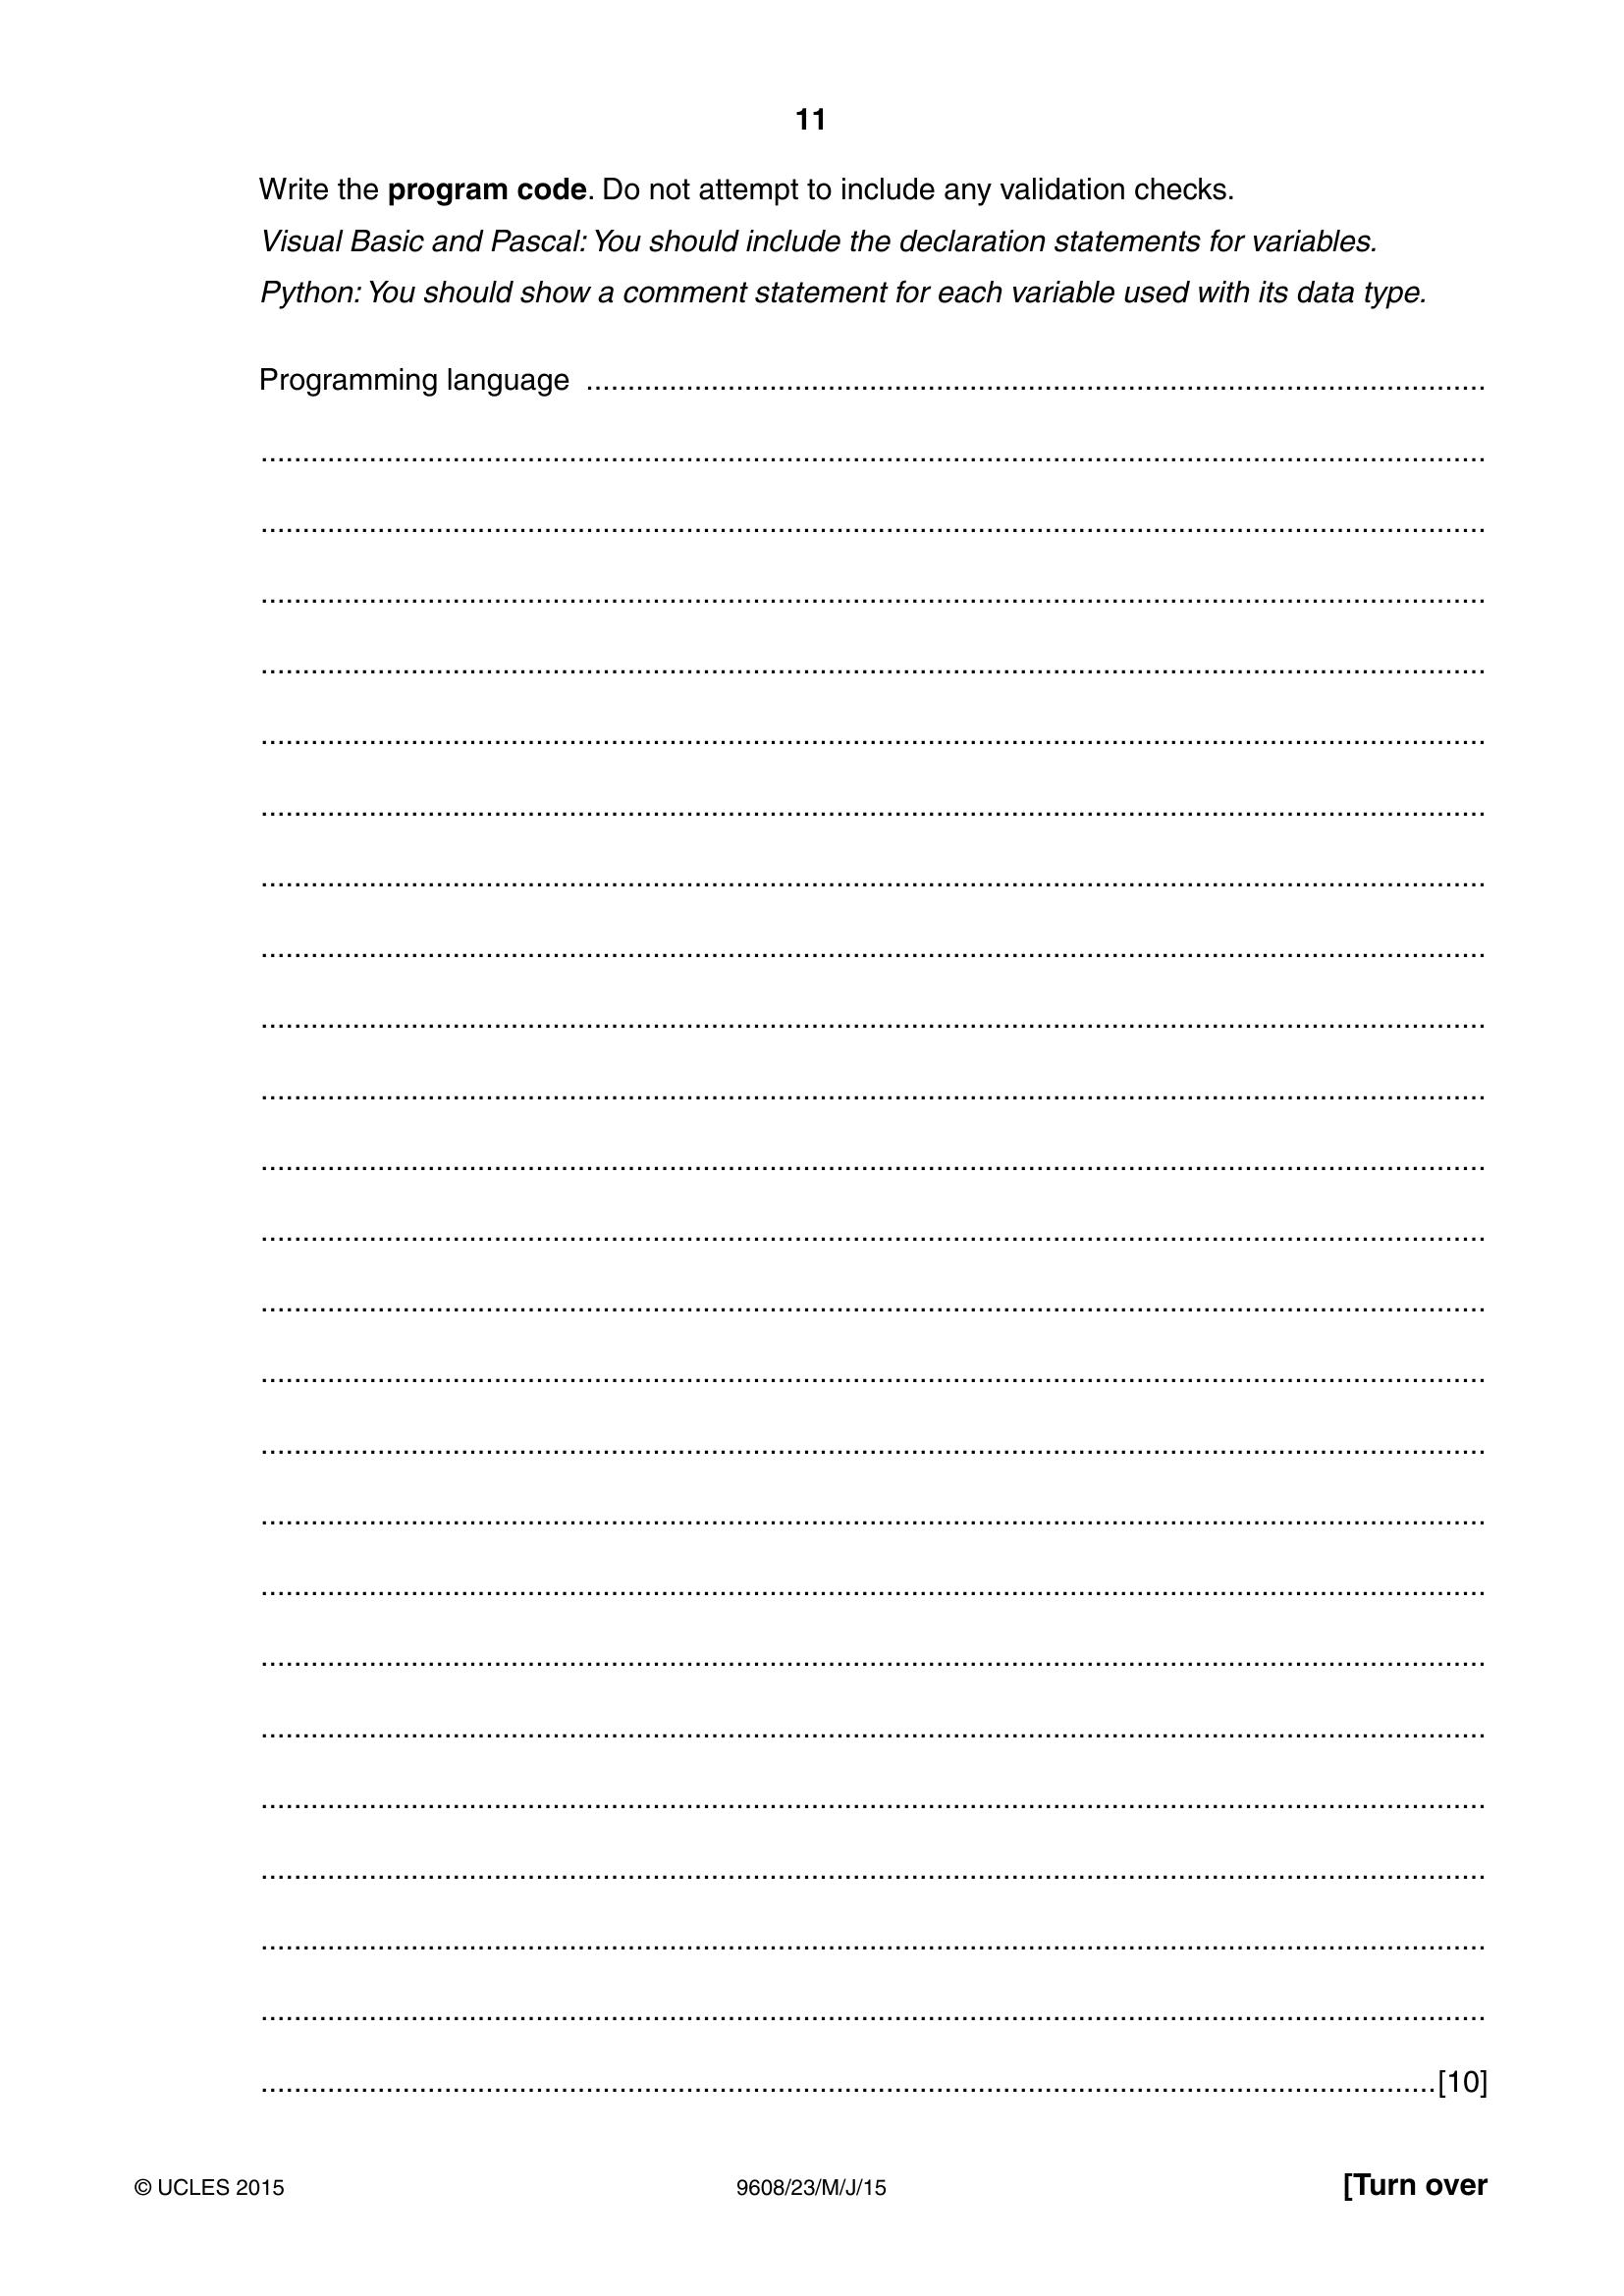 11
Write the program code. Do not attempt to include any validation checks.
Visual Basic and Pascal: You should include the declaration statements for variables.
Python: You should show a comment statement for each variable used with its data type.
Programming language ..........
[10]
© UCLES 2015
9608/23/M/J/15
[Turn over